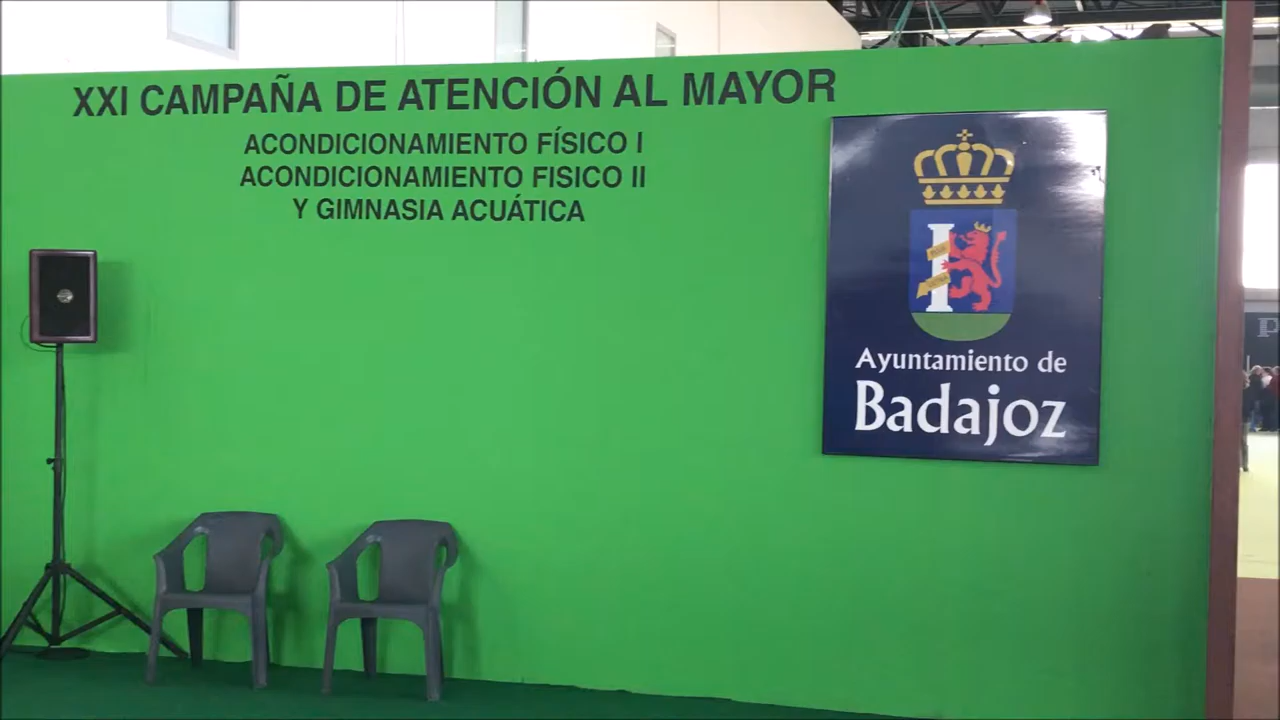 XXI CAMPAÑA DE ATENCIÓN AL MAYOR
ACONDICIONAMIENTO FÍSICO I
ACONDICIONAMIENTO FISICO II
Y GIMNASIA ACUÁTICA
Ayuntamiento de
Badajoz